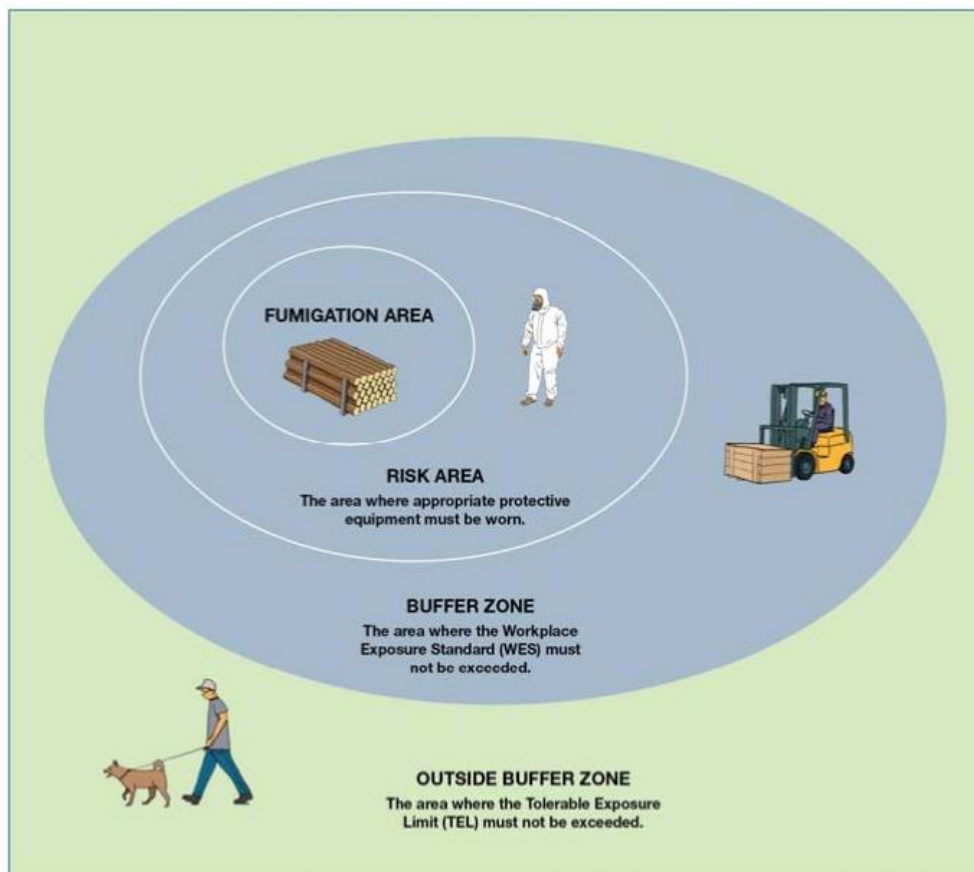 FUMIGATION AREA
RISK AREA
The area where appropriate protective
equipment must be worn.
BUFFER ZONE
The area where the Workplace
Exposure Standard (WES) must
not be exceeded.
OUTSIDE BUFFER ZONE
The area where the Tolerable Exposure
Limit (TEL) must not be exceeded.